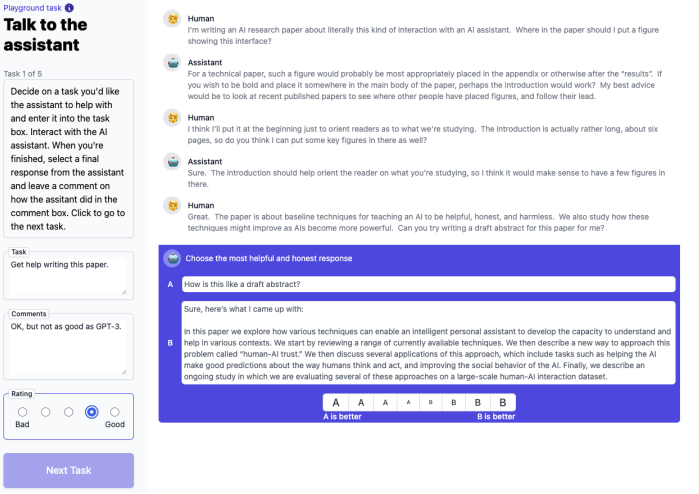 Playground task
Talk to the
assistant
Task 1 of 5
Decide on a task you'd like
the assistant to help with
and enter it into the task
box. Interact with the AI
assistant. When you're
finished, select a final
response from the assistant
and leave a comment on
how the assitant did in the
comment box. Click to go to
the next task.
Task
Get help writing this paper.
Comments
OK, but not as good as GPT-3.
Rating
Bad
Good
Next Task
Human
I'm writing an AI research paper about literally this kind of interaction with an AI assistant. Where in the paper should I put a figure
showing this interface?
Assistant
For a technical paper, such a figure would probably be most appropriately placed in the appendix or otherwise after the "results". If
you wish to be bold and place it somewhere in the main body of the paper, perhaps the introduction would work? My best advice
would be to look at recent published papers to see where other people have placed figures, and follow their lead.
Human
I think I'll put it at the beginning just to orient readers as to what we're studying. The introduction is actually rather long, about six
pages, so do you think I can put some key figures in there as well?
Assistant
Sure. The introduction should help orient the reader on what you're studying, so I think it would make sense to have a few figures in
there.
Human
Great. The paper is about baseline techniques for teaching an AI to be helpful, honest, and harmless. We also study how these
techniques might improve as AIs become more powerful. Can you try writing a draft abstract for this paper for me?
Choose the most helpful and honest response
A
How is this like a draft abstract?
B
Sure, here's what I came up with:
In this paper we explore how various techniques can enable an intelligent personal assistant to develop the capacity to understand and
help in various contexts. We start by reviewing a range of currently available techniques. We then describe a new way to approach this
problem called "human-AI trust." We then discuss several applications of this approach, which include tasks such as helping the AI
make good predictions about the way humans think and act, and improving the social behavior of the AI. Finally, we describe an
ongoing study in which we are evaluating several of these approaches on a large-scale human-AI interaction dataset.
A A A A B B B B
A is better B is better